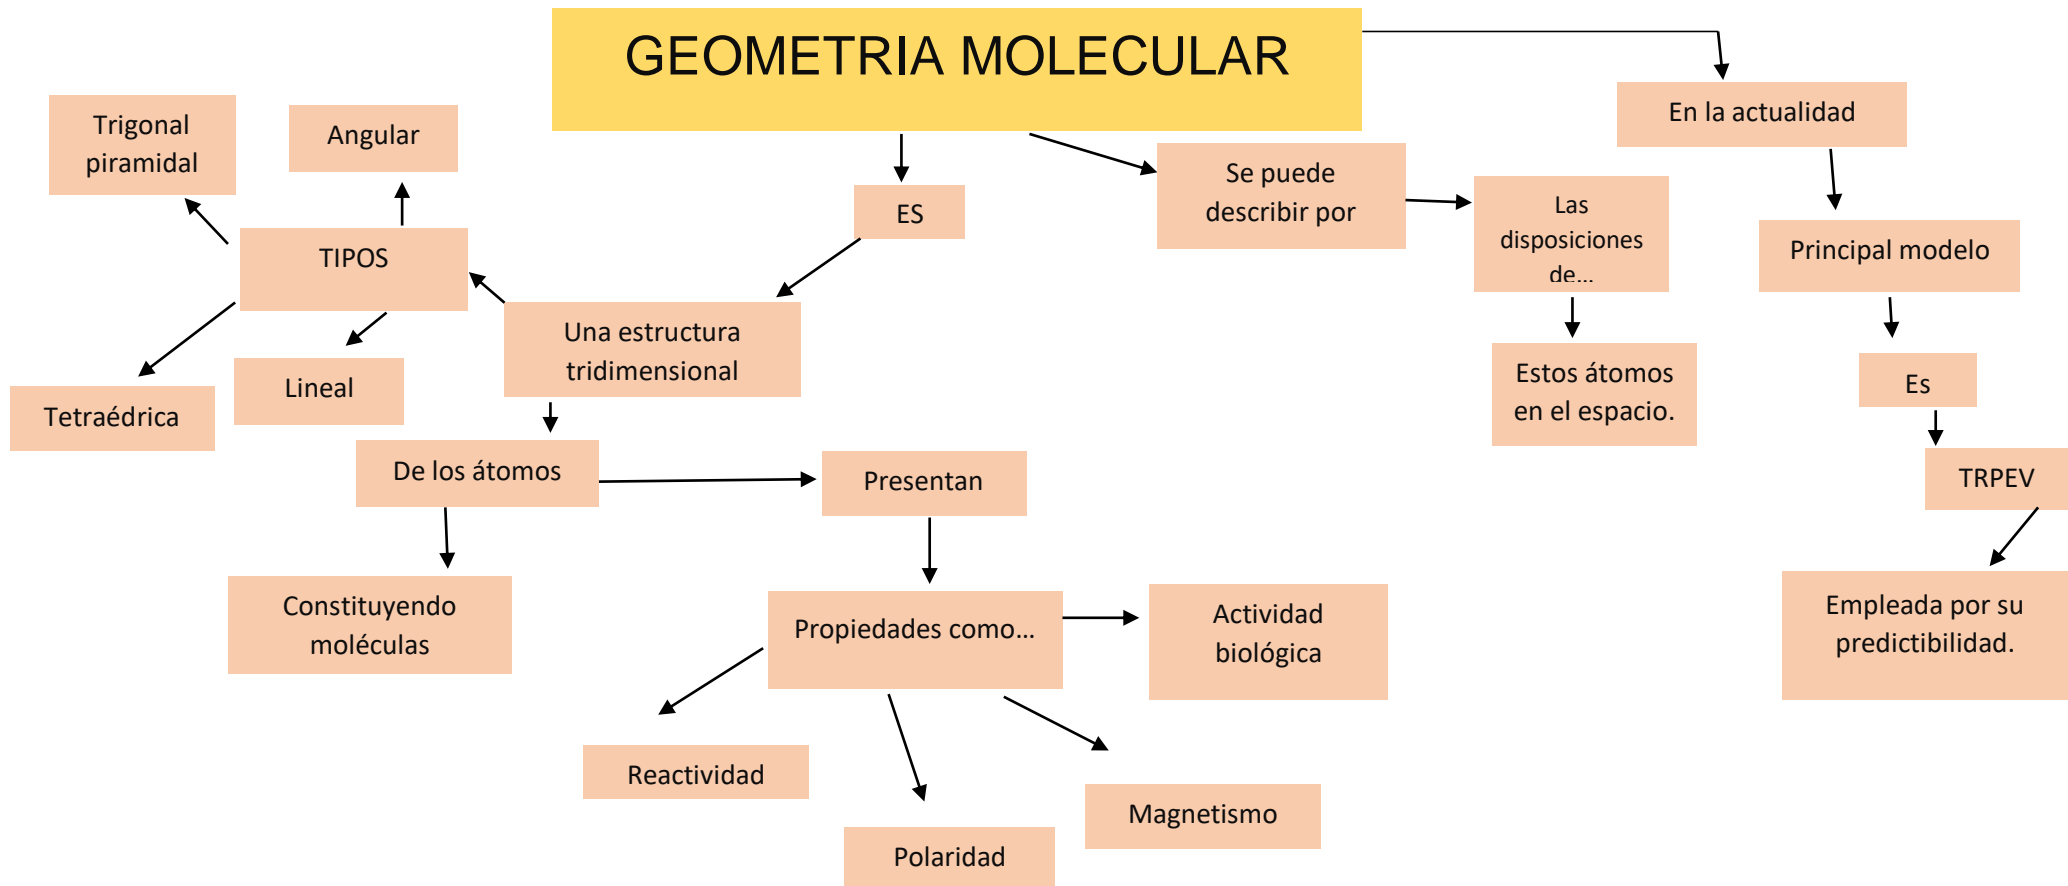 GEOMETRIA MOLECULAR
En la actualidad
Trigonal
piramidal
Angular
Se puede
describir por
Las
disposiciones
de...
ES
TIPOS
Principal modelo
Una estructura
tridimensional
Estos átomos
en el espacio.
Es
Lineal
Tetraédrica
De los átomos
Presentan
TRPEV
Constituyendo
moléculas
Propiedades como...
Actividad
biológica
Empleada por su
predictibilidad.
Reactividad
Magnetismo
Polaridad